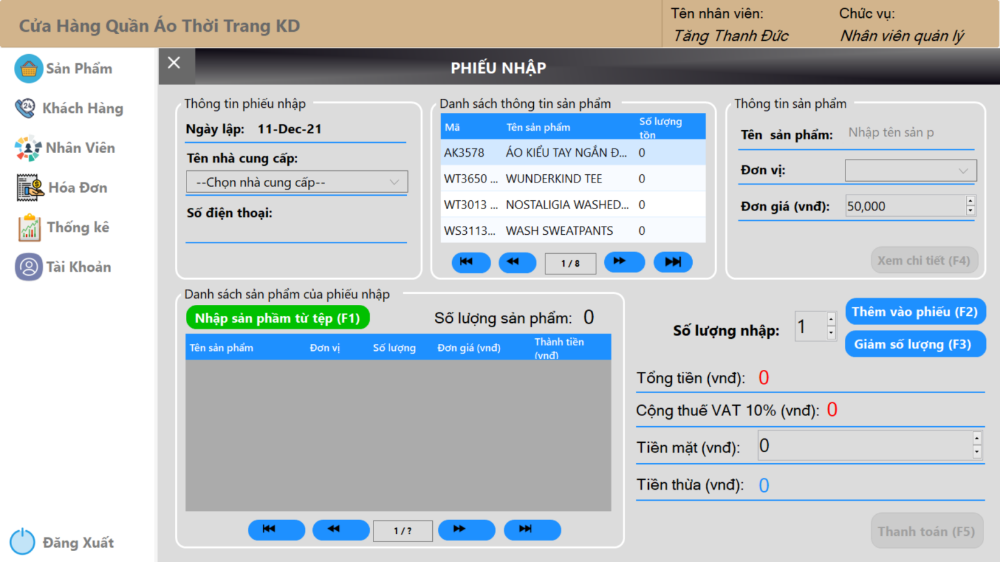 Cửa Hàng Quần Áo Thời Trang KD
Tên nhân viên:
Chức vụ:
Tăng Thanh Đức
Nhân viên quản lý
Sản Phẩm
Khách Hàng
Nhân Viên
Hóa Đơn
Thống kê
Tài Khoản
Đăng Xuất
PHIẾU NHẬP
Thông tin phiếu nhập
Ngày lập: 11-Dec-21
Tên nhà cung cấp:
--Chọn nhà cung cấp--
Số điện thoại:
Danh sách thông tin sản phẩm
Mã Tên sản phẩm Số lượng
tồn
AK3578 ÁO KIỂU TAY NGẮN Đ... 0
WT3650 ... WUNDERKIND TEE 0
WT3013 ... NOSTALIGIA WASHED... 0
WS3113... WASH SWEATPANTS 0
1 / 8
Thông tin sản phẩm
Tên sản phẩm: Nhập tên sản p
Đơn vị:
Đơn giá (vnđ): 50,000
Xem chi tiết (F4)
Danh sách sản phẩm của phiếu nhập
Nhập sản phầm từ tệp (F1)
Số lượng sản phẩm: 0
Tên sản phẩm Đơn vị Số lượng Đơn giá (vnđ) Thành tiền
(vnđ)
1 / ?
Số lượng nhập: 1
Thêm vào phiếu (F2)
Giảm số lượng (F3)
Tổng tiền (vnđ): 0
Cộng thuế VAT 10% (vnđ): 0
Tiền mặt (vnđ): 0
Tiền thừa (vnđ): 0
Thanh toán (F5)